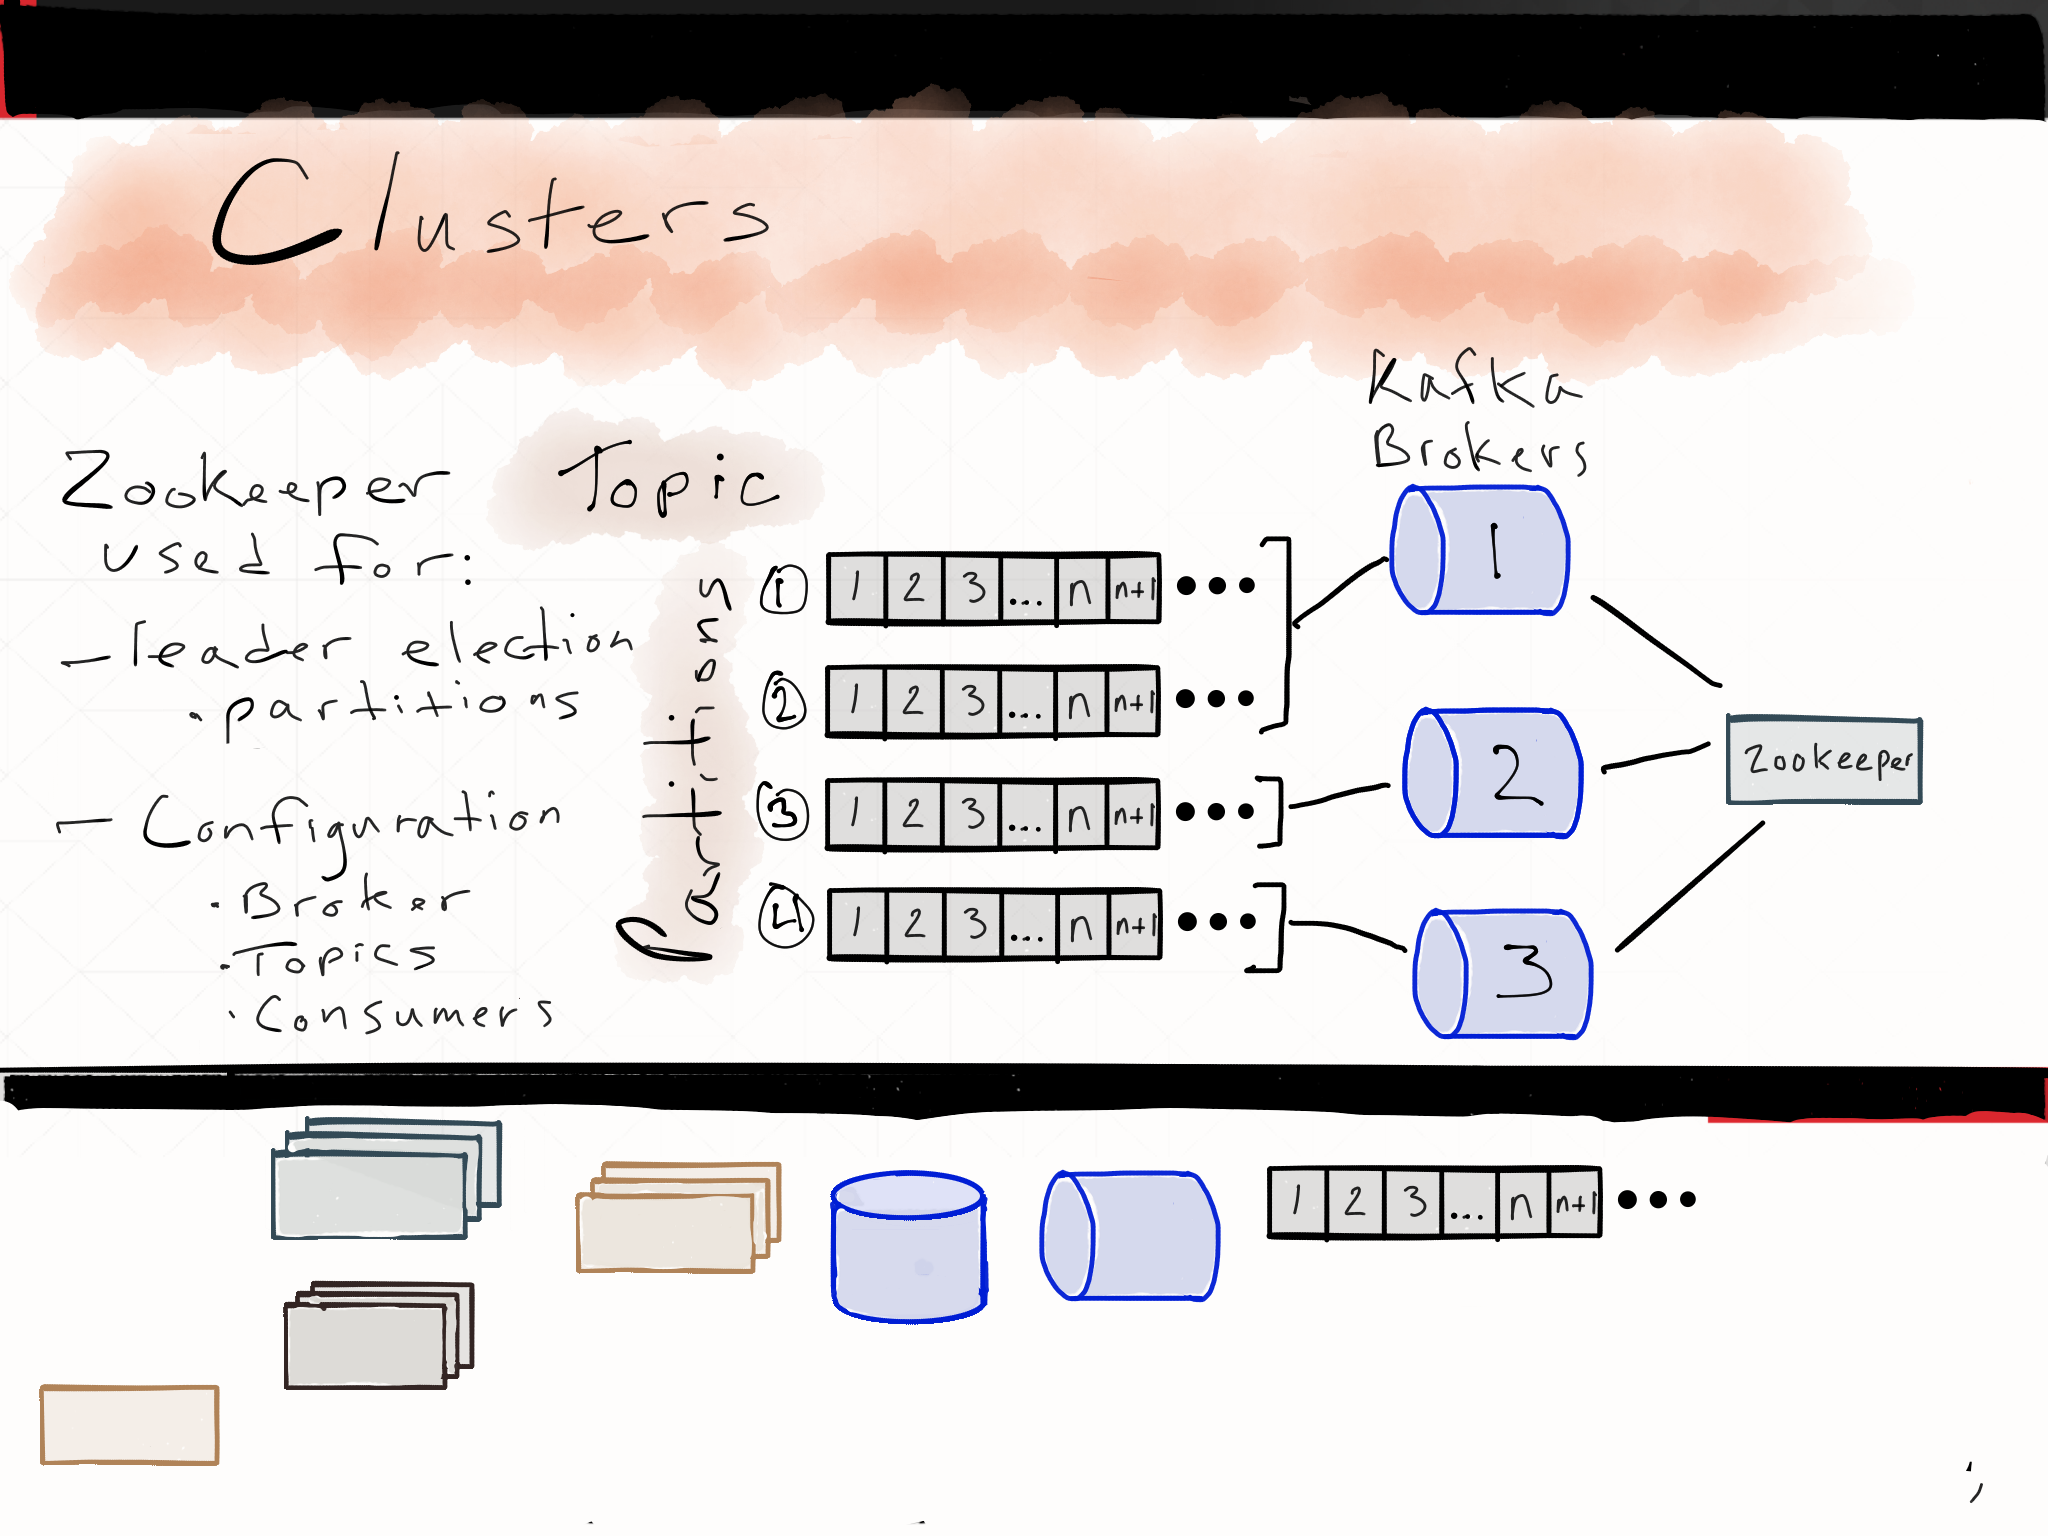 Clusters
Zookeeper
used for:
- leader election
· partitions
- Configuration
· Broker
· Topics
· Consumers
Topic
Partitions
1 1 2 3 ... n n+1 •••
2 1 2 3 ... n n+1 •••
3 1 2 3 ... n n+1 •••
4 1 2 3 ... n n+1 •••
Kafka
Brokers
1
2
3
Zookeeper
1 2 3 ... n n+1 •••